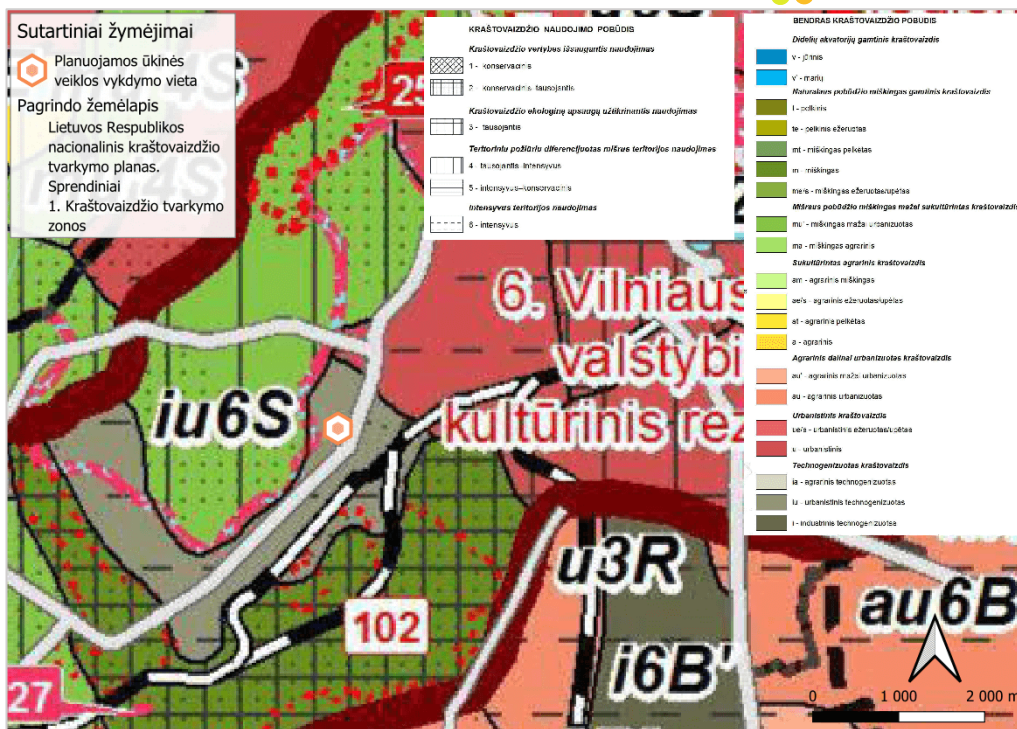 Sutartiniai žymėjimai
Planuojamos ūkinės
veiklos vykdymo vieta
Pagrindo žemėlapis
Lietuvos Respublikos
nacionalinis kraštovaizdžio
tvarkymo planas.
Sprendiniai
1. Kraštovaizdžio tvarkymo
zonos
KRAŠTOVAIZDŽIO NAUDOJIMO POBŪDIS
Kraštovaizdžio vertybes išsaugantis naudojimas
1 - konservacinis
2 - konservacinis-tausojantis
Kraštovaizdžio ekologinę apsaugą užtikrinantis naudojimas
3 - tausojantis
Teritoriniu požiūriu diferencijuotas mišrus teritorijos naudojimas
4 - tausojantis-intensyvus
5 - intensyvus-konservacinis
Intensyvus teritorijos naudojimas
6 - intensyvus
BENDRAS KRAŠTOVAIZDŽIO POBŪDIS
Didelių akvatorijų gamtinis kraštovaizdis
v - jūrinis
v' - marių
Natūralaus pobūdžio miškingas gamtinis kraštovaizdis
l - pelkinis
te - pelkinis ežeruotas
mt - miškingas pelkėtas
m - miškingas
me/s - miškingas ežeruotas/upėtas
Mišraus pobūdžio miškingas mažai sukultūrintas kraštovaizdis
mu' - miškingas mažai urbanizuotas
ma - miškingas agrarinis
Sukultūrintas agrarinis kraštovaizdis
am - agrarinis miškingas
ae/s - agrarinis ežeruotas/upėtas
at - agrarinis pelkėtas
a - agrarinis
Agrarinis dalinai urbanizuotas kraštovaizdis
au' - agrarinis mažai urbanizuotas
au - agrarinis urbanizuotas
Urbanistinis kraštovaizdis
ue/s - urbanistinis ežeruotas/upėtas
u - urbanistinis
Technogenizuotas kraštovaizdis
ia - agrarinis technogenizuotas
iu - urbanistinis technogenizuotas
i - industrinis technogenizuotas
25
4S
6. Vilniaus
valstybi
kultūrinis rez
iu6S
u3R
102
au6B
i6B'
27
0 1 000 2 000 m